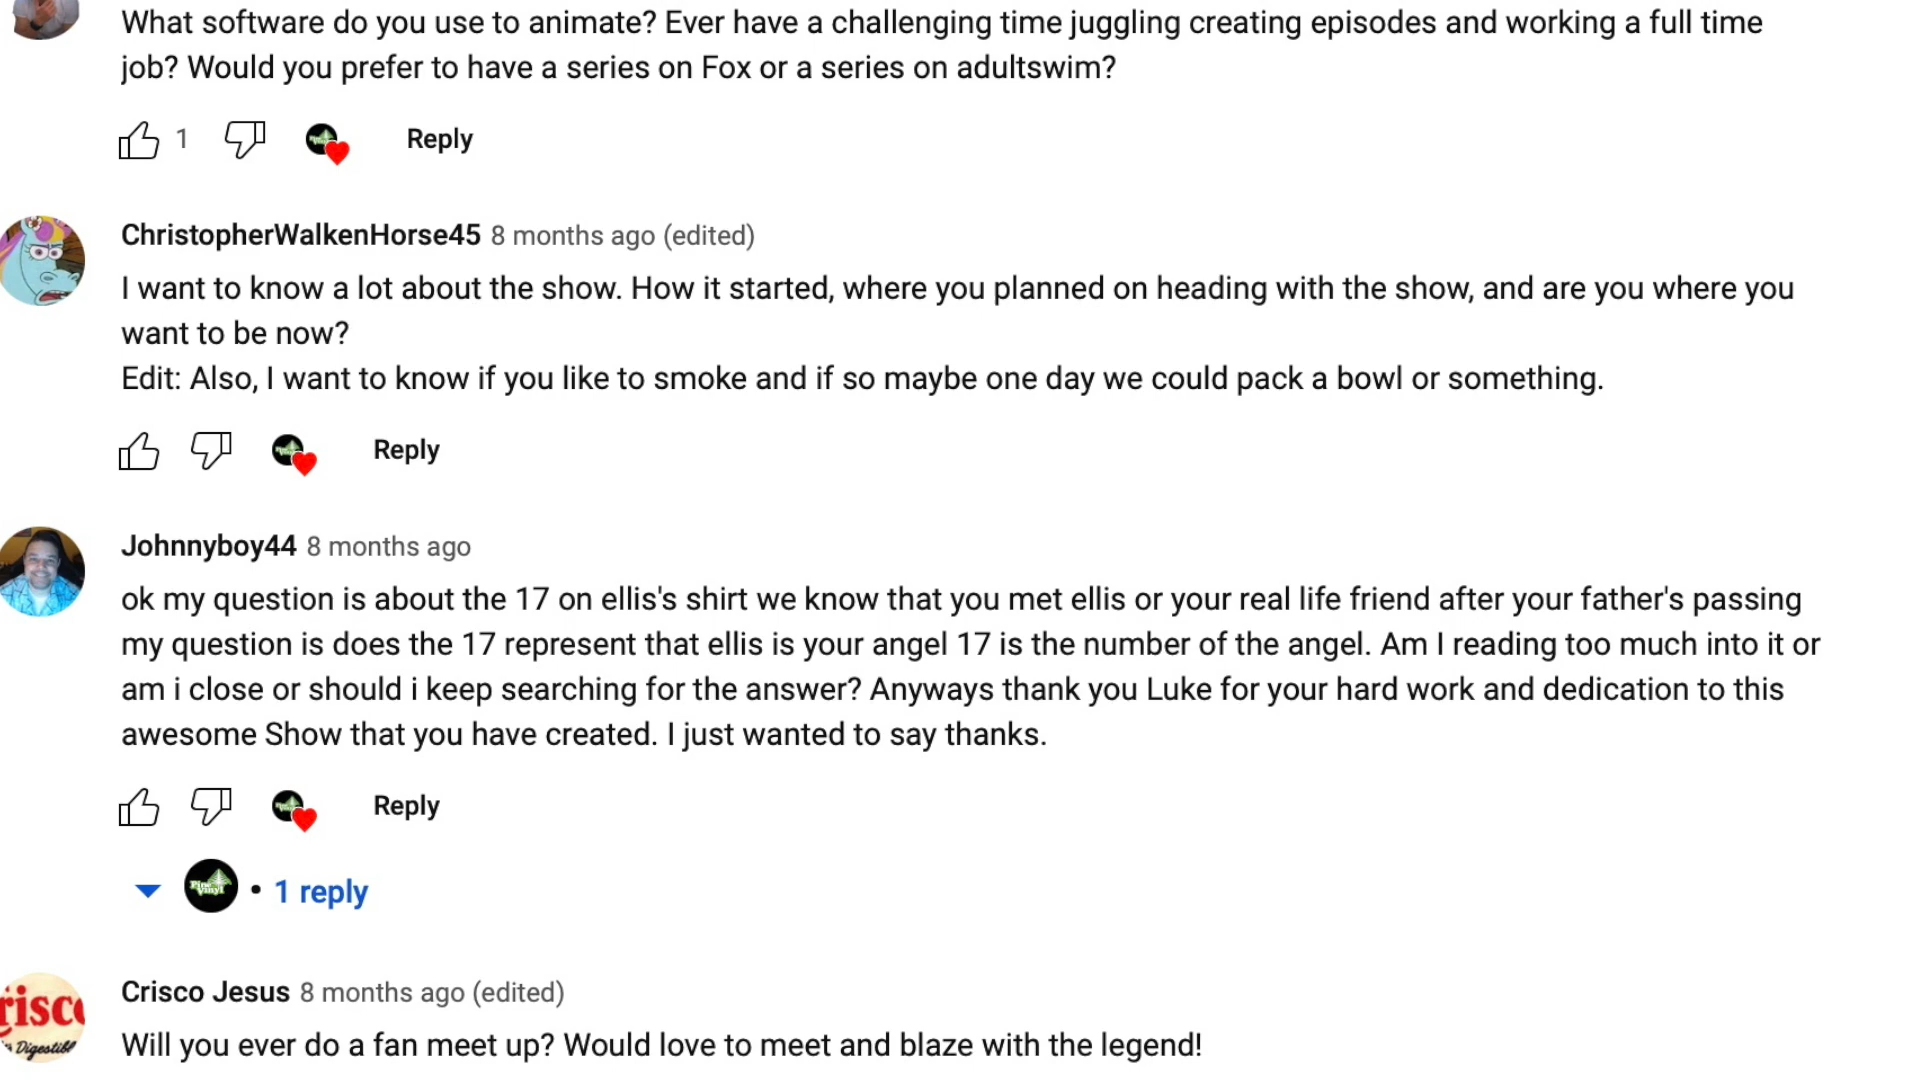 What software do you use to animate? Ever have a challenging time juggling creating episodes and working a full time
job? Would you prefer to have a series on Fox or a series on adultswim?
1 Reply
ChristopherWalkenHorse45 8 months ago (edited)
I want to know a lot about the show. How it started, where you planned on heading with the show, and are you where you
want to be now?
Edit: Also, I want to know if you like to smoke and if so maybe one day we could pack a bowl or something.
Reply
Johnnyboy44 8 months ago
ok my question is about the 17 on ellis's shirt we know that you met ellis or your real life friend after your father's passing
my question is does the 17 represent that ellis is your angel 17 is the number of the angel. Am I reading too much into it or
am i close or should i keep searching for the answer? Anyways thank you Luke for your hard work and dedication to this
awesome Show that you have created. I just wanted to say thanks.
Reply
Pine Vinyl • 1 reply
Crisco Jesus 8 months ago (edited)
risco
Digestible
Will you ever do a fan meet up? Would love to meet and blaze with the legend!